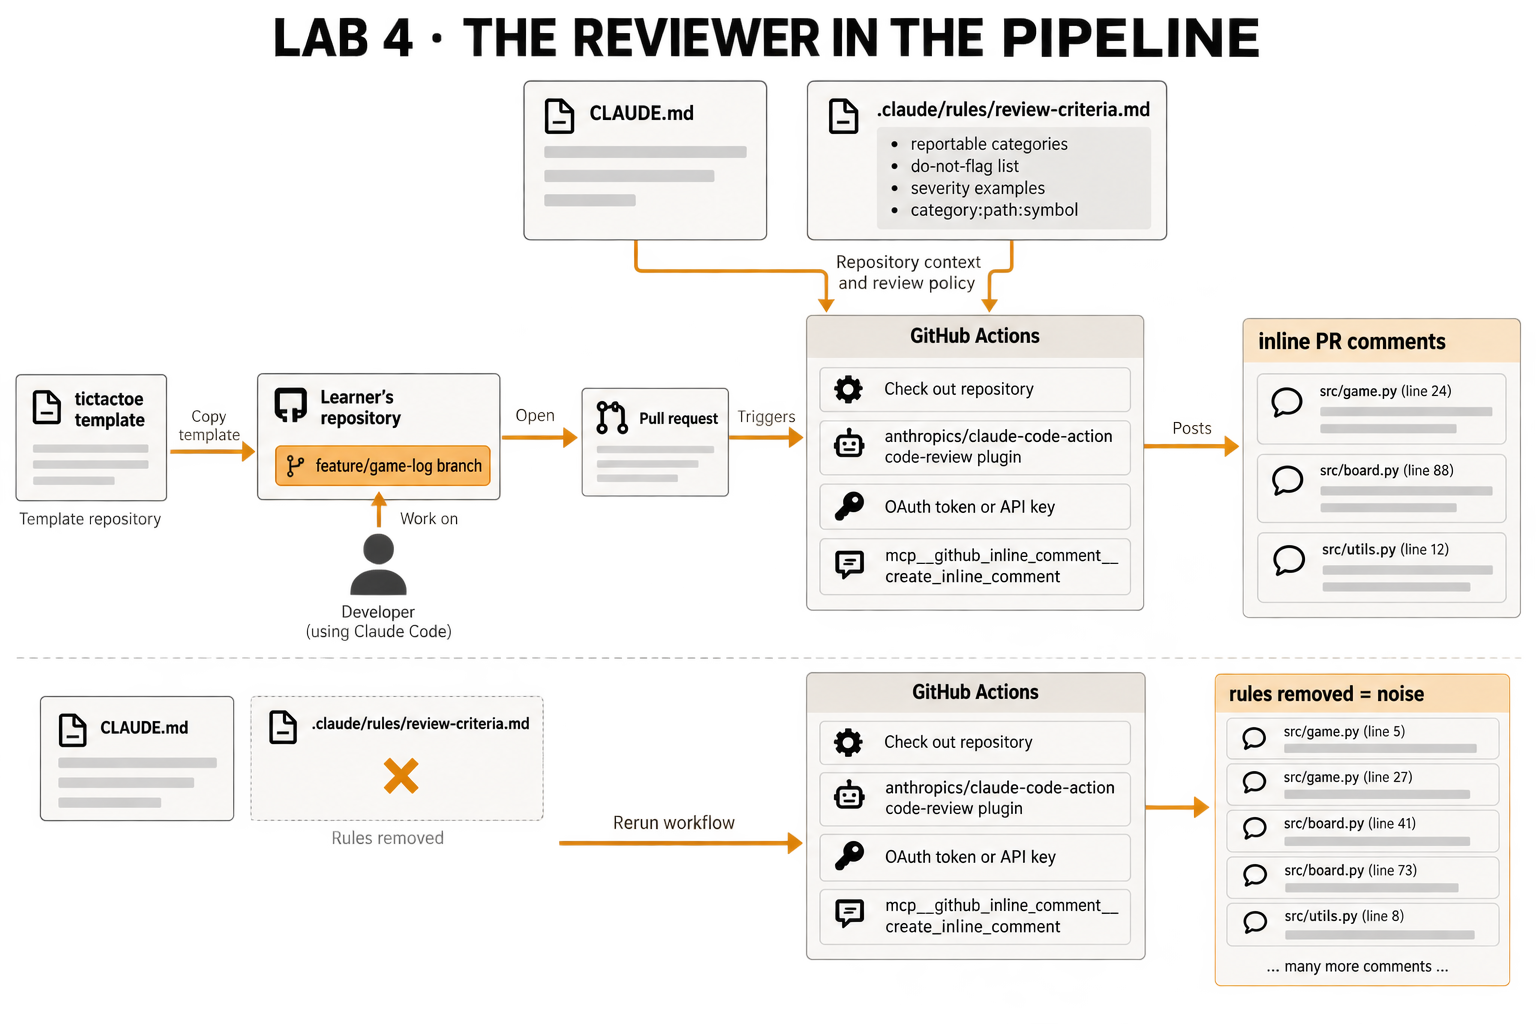 LAB 4 · THE REVIEWER IN THE PIPELINE
CLAUDE.md
.claude/rules/review-criteria.md
• reportable categories
• do-not-flag list
• severity examples
• category:path:symbol
Repository context
and review policy
tictactoe
template
Template repository
Copy
template
Learner's
repository
feature/game-log branch
Work on
Developer
(using Claude Code)
Open
Pull request
Triggers
GitHub Actions
Check out repository
anthropics/claude-code-action
code-review plugin
OAuth token or API key
mcp__github_inline_comment__
create_inline_comment
Posts
inline PR comments
src/game.py (line 24)
src/board.py (line 88)
src/utils.py (line 12)
CLAUDE.md
.claude/rules/review-criteria.md
Rules removed
Rerun workflow
GitHub Actions
Check out repository
anthropics/claude-code-action
code-review plugin
OAuth token or API key
mcp__github_inline_comment__
create_inline_comment
rules removed = noise
src/game.py (line 5)
src/game.py (line 27)
src/board.py (line 41)
src/board.py (line 73)
src/utils.py (line 8)
... many more comments ...